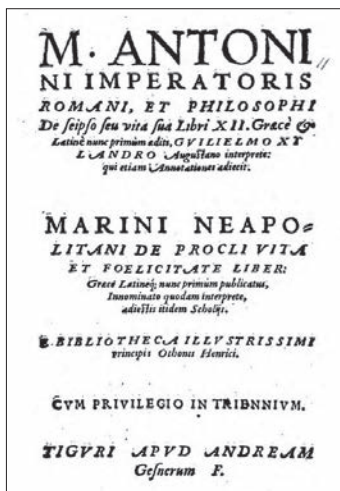 M. ANTONI
NI IMPERATORIS
ROMANI, ET PHILOSOPHI
De seipso seu vita sua Libri XII. Græcè &
Latinè nunc primùm editi, GVILIELMO XY
LANDRO Augustano interprete:
qui etiam Annotationes adiecit.
MARINI NEAPO=
LITANI DE PROCLI VITA
ET FOELICITATE LIBER:
Græcè Latineq; nunc primùm publicatus,
Innominato quodam interprete,
adiectis itidem Scholijs.
E BIBLIOTHECA ILLVSTRISSIMI
principis Othonis Henrici.
CVM PRIVILEGIO IN TRIENNIVM.
TIGVRI APVD ANDREAM
Gesnerum F.